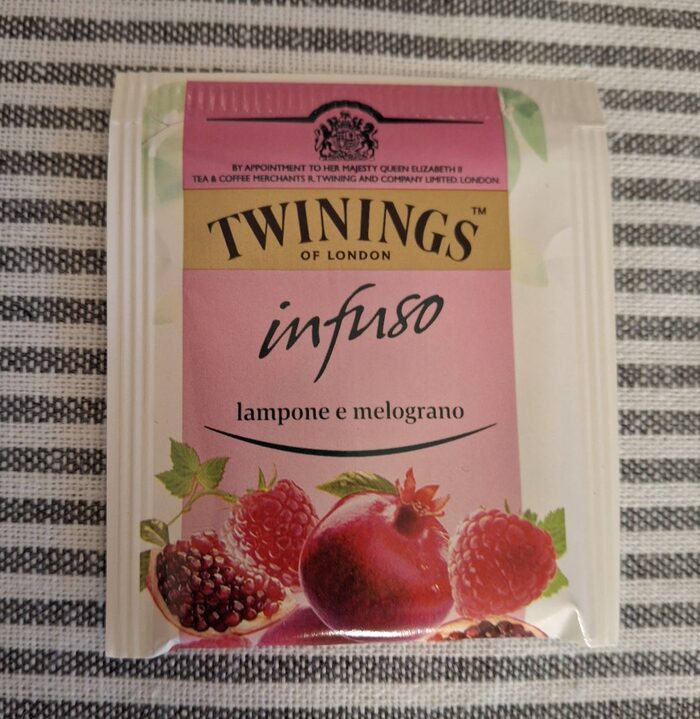 BY APPOINTMENT TO HER MAJESTY QUEEN ELIZABETH II
TEA & COFFEE MERCHANTS R. TWINING AND COMPANY LIMITED. LONDON
TWININGS™
OF LONDON
infuso
lampone e melograno